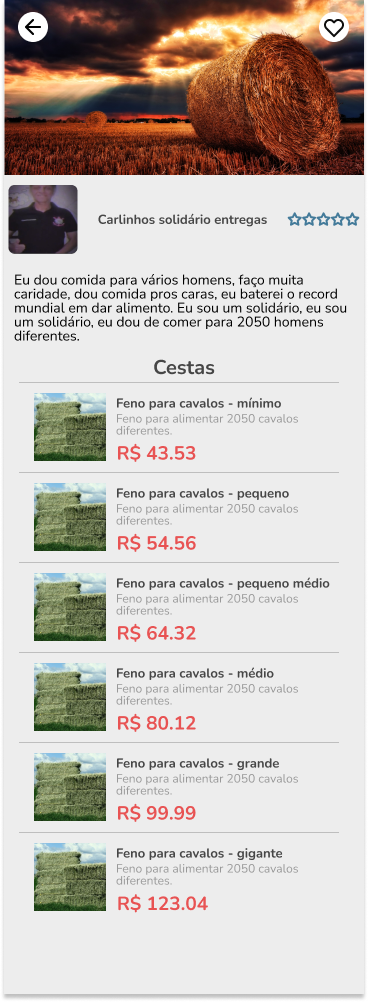 Carlinhos solidário entregas
Eu dou comida para vários homens, faço muita
caridade, dou comida pros caras, eu baterei o record
mundial em dar alimento. Eu sou um solidário, eu sou
um solidário, eu dou de comer para 2050 homens
diferentes.
Cestas
Feno para cavalos - mínimo
Feno para alimentar 2050 cavalos
diferentes.
R$ 43.53
Feno para cavalos - pequeno
Feno para alimentar 2050 cavalos
diferentes.
R$ 54.56
Feno para cavalos - pequeno médio
Feno para alimentar 2050 cavalos
diferentes.
R$ 64.32
Feno para cavalos - médio
Feno para alimentar 2050 cavalos
diferentes.
R$ 80.12
Feno para cavalos - grande
Feno para alimentar 2050 cavalos
diferentes.
R$ 99.99
Feno para cavalos - gigante
Feno para alimentar 2050 cavalos
diferentes.
R$ 123.04